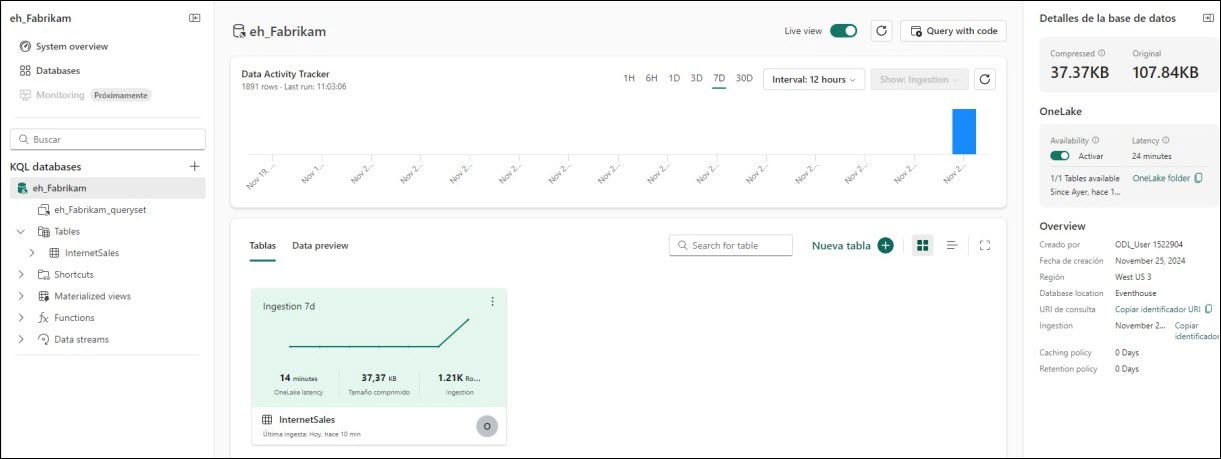 eh_Fabrikam
System overview
Databases
Monitoring Próximamente
Buscar
KQL databases
eh_Fabrikam
eh_Fabrikam_queryset
Tables
InternetSales
Shortcuts
Materialized views
Functions
Data streams
eh_Fabrikam
Live view
Query with code
Data Activity Tracker
1891 rows · Last run: 11:03:06
1H 6H 1D 3D 7D 30D
Interval: 12 hours
Show: Ingestion
Nov 19, ...
Nov 1...
Nov 2...
Nov 2...
Nov 2...
Nov 2...
Nov 2...
Nov 2...
Nov 2...
Nov 2...
Nov 2...
Nov 2...
Nov 2...
Nov 2...
Nov 2...
Tablas Data preview
Search for table
Nueva tabla
Ingestion 7d
14 minutes 37,37 KB 1.21K Ro...
OneLake latency Tamaño comprimido Ingestion
InternetSales
Última ingesta: Hoy, hace 10 min
O
Detalles de la base de datos
Compressed Original
37.37KB 107.84KB
OneLake
Availability Latency
Activar 24 minutes
1/1 Tables available OneLake folder
Since Ayer, hace 1...
Overview
Creado por ODL_User 1522904
Fecha de creación November 25, 2024
Región West US 3
Database location Eventhouse
URI de consulta Copiar identificador URI
Ingestion November 2... Copiar
identificador
Caching policy 0 Days
Retention policy 0 Days